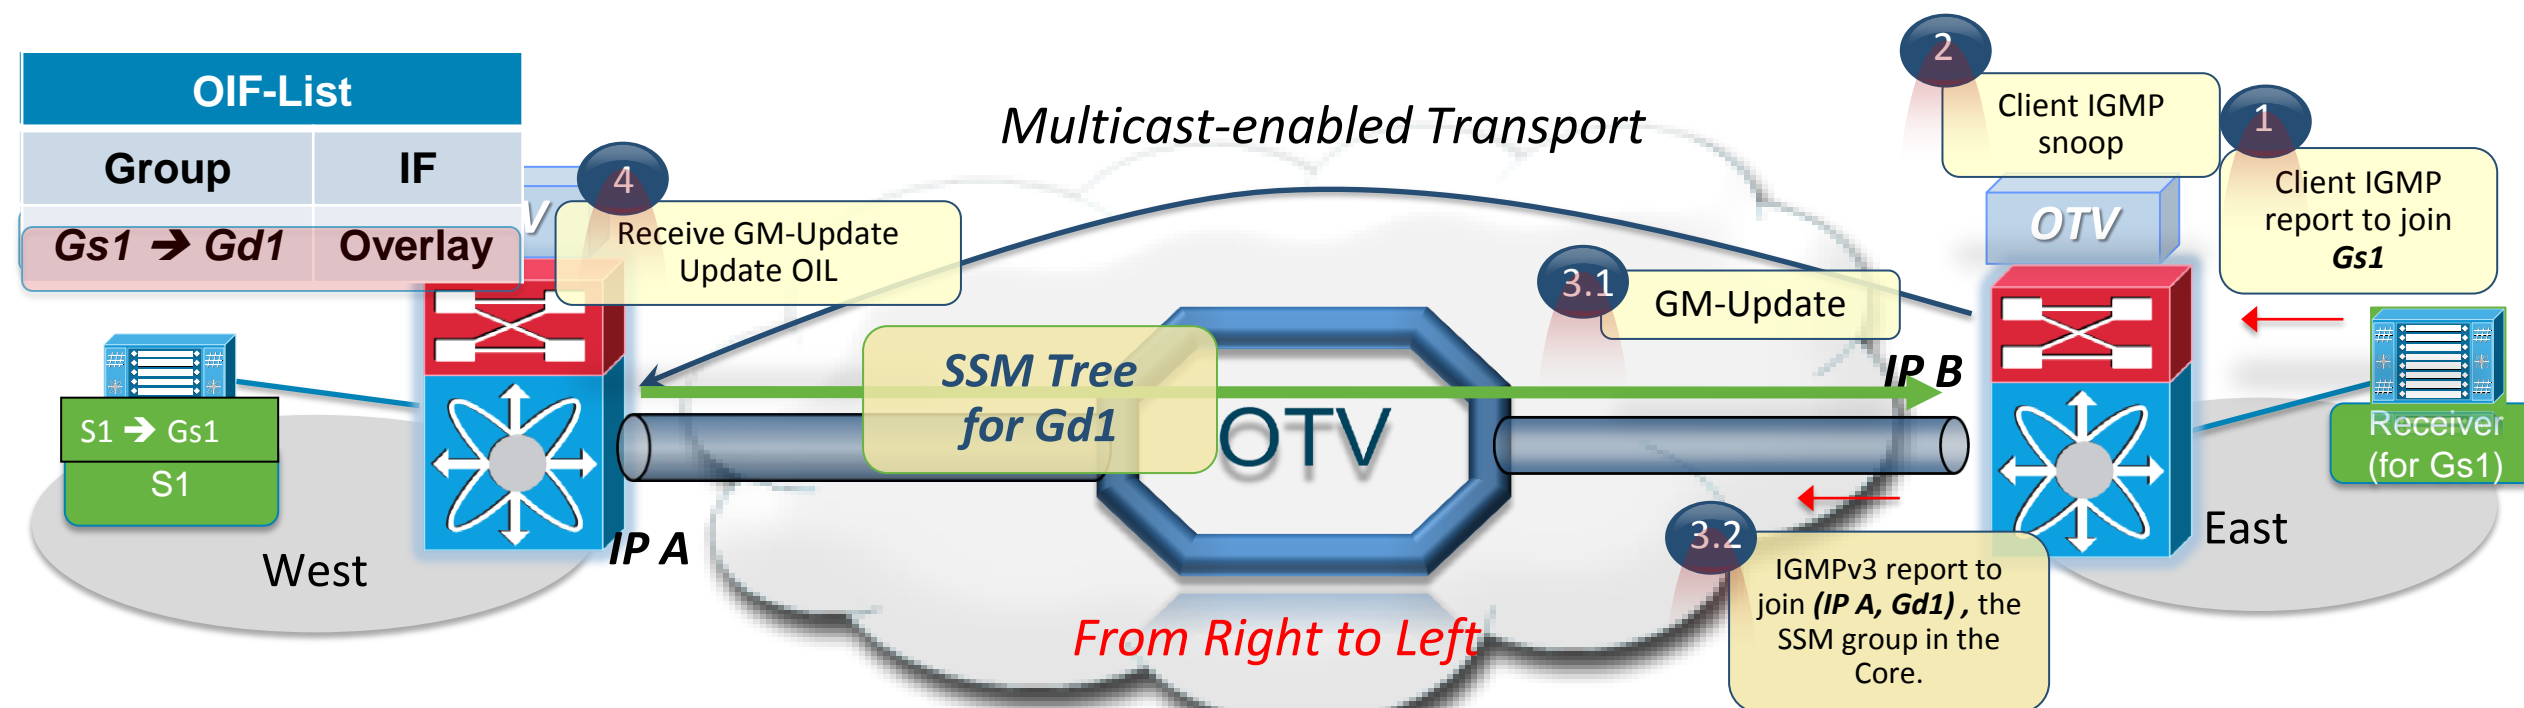 OIF-List
Group IF
Gs1 ➔ Gd1 Overlay
V
4
Receive GM-Update
Update OIL
Multicast-enabled Transport
2
Client IGMP
snoop
1
Client IGMP
report to join
Gs1
OTV
3.1
GM-Update
SSM Tree
for Gd1
OTV
IP B
S1 ➔ Gs1
S1
West
IP A
From Right to Left
3.2
IGMPv3 report to
join (IP A, Gd1) , the
SSM group in the
Core.
Receiver
(for Gs1)
East